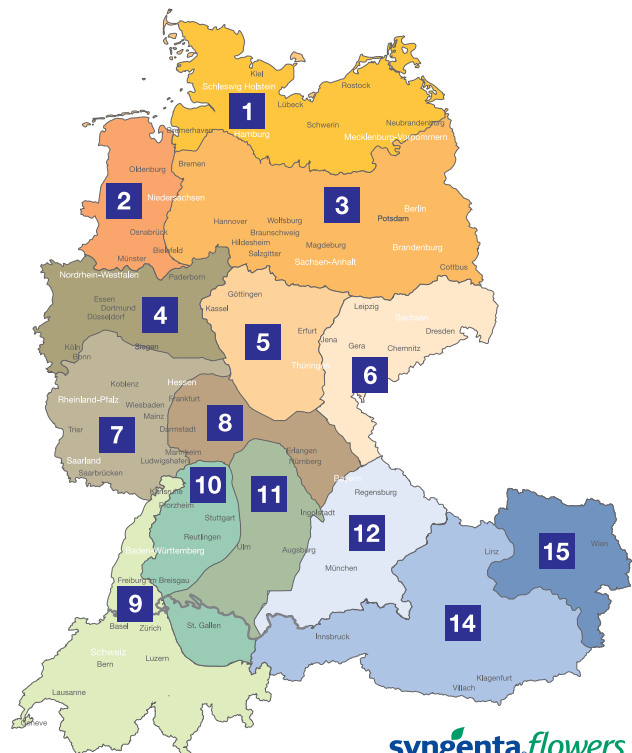 Kiel
Schleswig Holstein
Rostock
1
Lübeck
Neubrandenburg
Schwerin
Bremerhaven
Hamburg
Mecklenburg-Vorpommern
Bremen
Oldenburg
2
Niedersachsen
3
Berlin
Potsdam
Hannover
Wolfsburg
Osnabrück
Braunschweig
Hildesheim
Magdeburg
Brandenburg
Bielefeld
Salzgitter
Münster
Sachsen-Anhalt
Cottbus
Nordrhein-Westfalen
Paderborn
Göttingen
Essen
Dortmund
Düsseldorf
4
Kassel
Leipzig
Sachsen
Erfurt
Dresden
5
Jena
Gera
Chemnitz
Köln
Bonn
Siegen
Thüringen
6
Koblenz
Hessen
Rheinland-Pfalz
Wiesbaden
Frankfurt
Mainz
Trier
7
Darmstadt
8
Mannheim
Erlangen
Saarland
Ludwigshafen
Nürnberg
Saarbrücken
Bayern
Karlsruhe
10
11
Regensburg
Pforzheim
Stuttgart
Ingolstadt
12
Reutlingen
Baden-Württemberg
Ulm
Augsburg
Linz
15
Wien
München
Freiburg im Breisgau
9
Basel
Zürich
St. Gallen
14
Innsbruck
Schweiz
Bern
Luzern
Klagenfurt
Villach
Lausanne
Geneve
syngenta.flowers